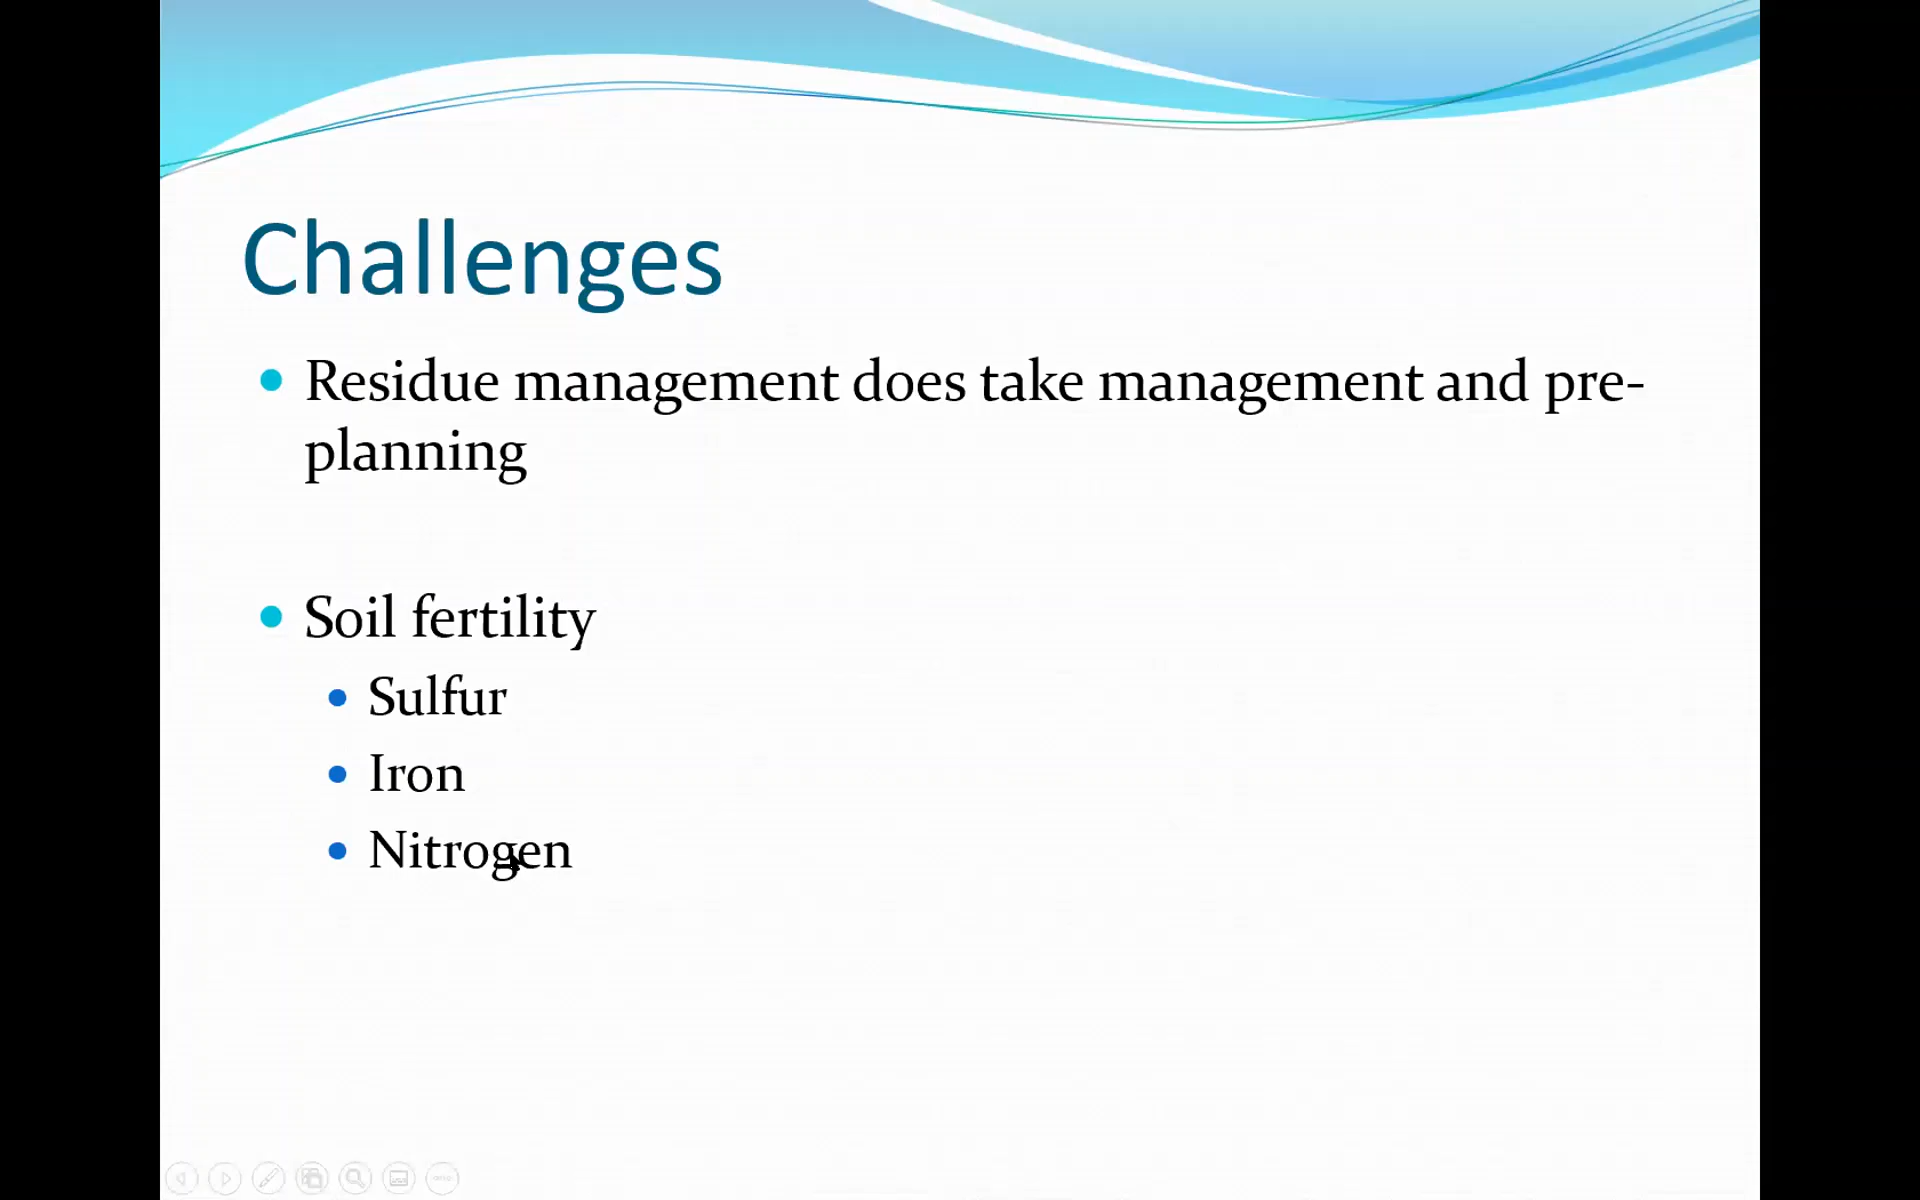 Challenges
Residue management does take management and pre-
planning
Soil fertility
Sulfur
Iron
Nitrogen